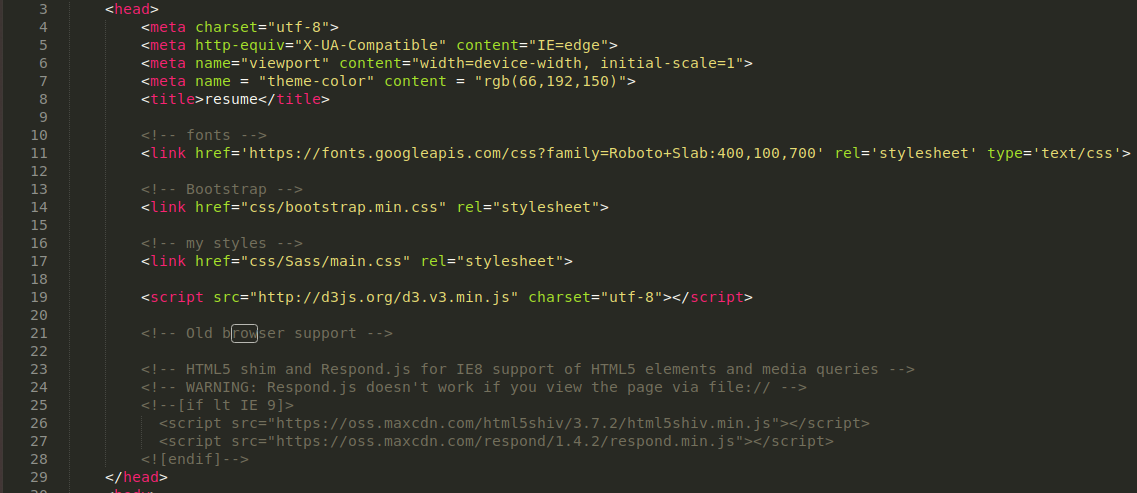 3 <head>
4 <meta charset="utf-8">
5 <meta http-equiv="X-UA-Compatible" content="IE=edge">
6 <meta name="viewport" content="width=device-width, initial-scale=1">
7 <meta name = "theme-color" content = "rgb(66,192,150)">
8 <title>resume</title>
9
10 <!-- fonts -->
11 <link href='https://fonts.googleapis.com/css?family=Roboto+Slab:400,100,700' rel='stylesheet' type='text/css'>
12
13 <!-- Bootstrap -->
14 <link href="css/bootstrap.min.css" rel="stylesheet">
15
16 <!-- my styles -->
17 <link href="css/Sass/main.css" rel="stylesheet">
18
19 <script src="http://d3js.org/d3.v3.min.js" charset="utf-8"></script>
20
21 <!-- Old browser support -->
22
23 <!-- HTML5 shim and Respond.js for IE8 support of HTML5 elements and media queries -->
24 <!-- WARNING: Respond.js doesn't work if you view the page via file:// -->
25 <!--[if lt IE 9]>
26 <script src="https://oss.maxcdn.com/html5shiv/3.7.2/html5shiv.min.js"></script>
27 <script src="https://oss.maxcdn.com/respond/1.4.2/respond.min.js"></script>
28 <![endif]-->
29 </head>
30 <body>